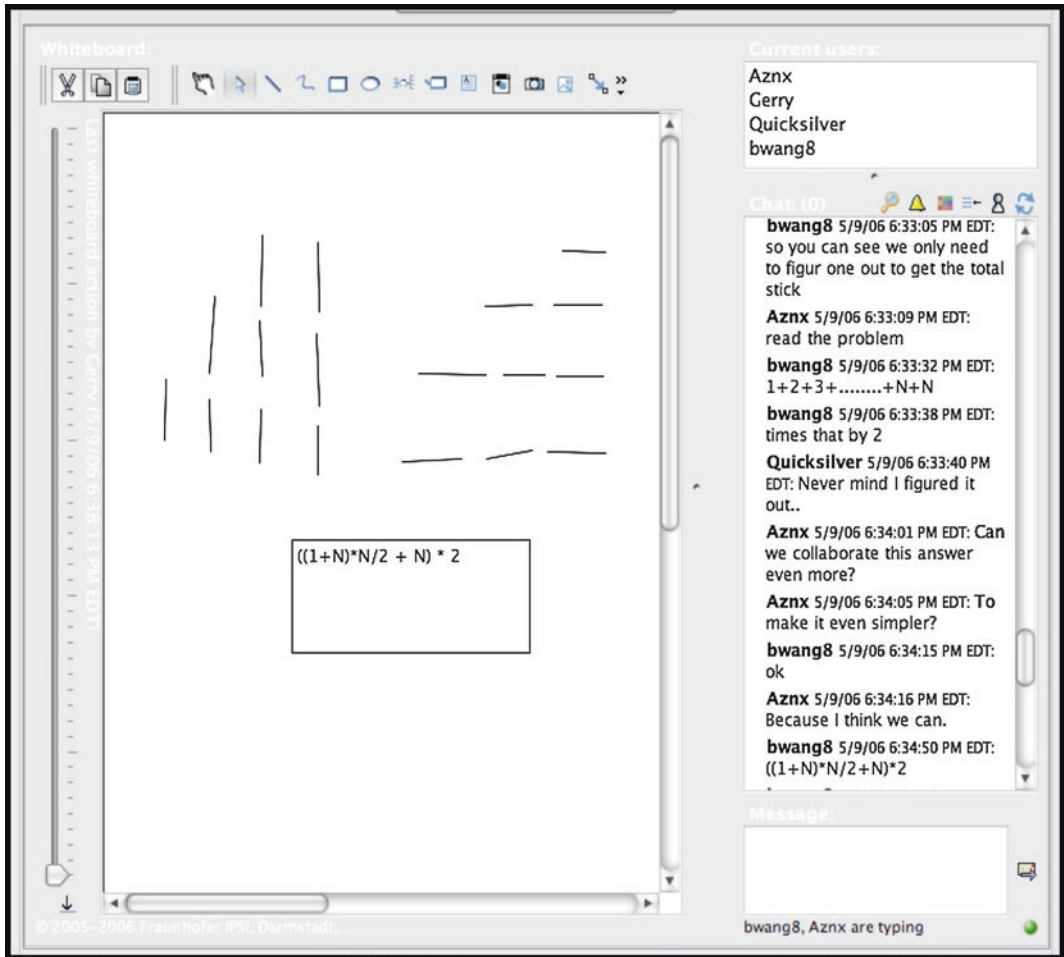 Whiteboard:
Last whiteboard action by Gerry (5/9/06 6:38:13 PM EDT)
((1+N)*N/2 + N) * 2
© 2005-2006 Fraunhofer IPSI, Darmstadt,...
Current users:
Aznx
Gerry
Quicksilver
bwang8
Chat: (0)
bwang8 5/9/06 6:33:05 PM EDT:
so you can see we only need
to figur one out to get the total
stick
Aznx 5/9/06 6:33:09 PM EDT:
read the problem
bwang8 5/9/06 6:33:32 PM EDT:
1+2+3+........+N+N
bwang8 5/9/06 6:33:38 PM EDT:
times that by 2
Quicksilver 5/9/06 6:33:40 PM
EDT: Never mind I figured it
out..
Aznx 5/9/06 6:34:01 PM EDT: Can
we collaborate this answer
even more?
Aznx 5/9/06 6:34:05 PM EDT: To
make it even simpler?
bwang8 5/9/06 6:34:15 PM EDT:
ok
Aznx 5/9/06 6:34:16 PM EDT:
Because I think we can.
bwang8 5/9/06 6:34:50 PM EDT:
((1+N)*N/2+N)*2
Message:
bwang8, Aznx are typing